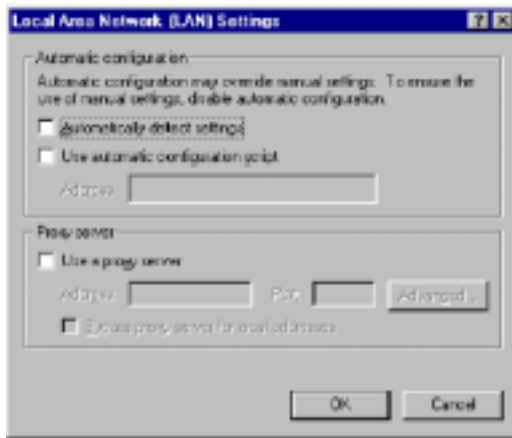 Local Area Network (LAN) Settings
Automatic configuration
Automatic configuration may override manual settings. To ensure the
use of manual settings, disable automatic configuration.
Automatically detect settings
Use automatic configuration script
Address
Proxy server
Use a proxy server
Address: Port: Advanced...
Bypass proxy server for local addresses
OK Cancel